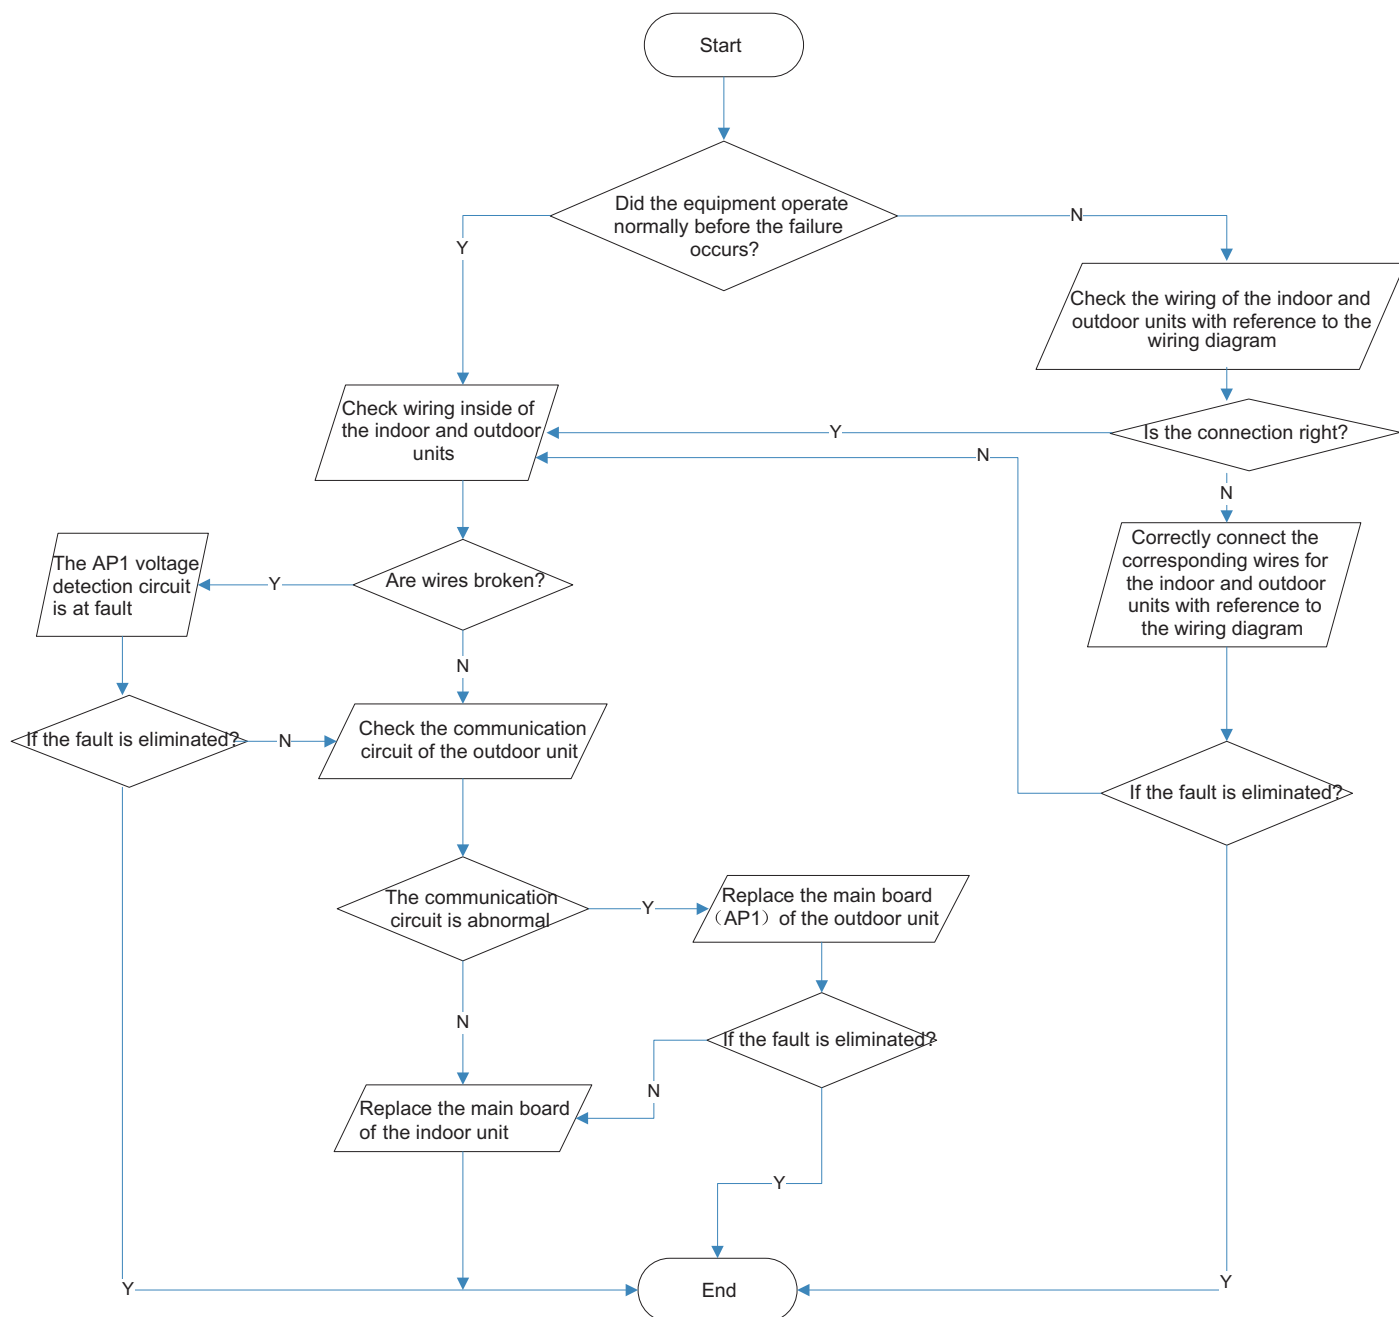 Start
Did the equipment operate
normally before the failure
occurs?
Y
N
Check the wiring of the indoor and
outdoor units with reference to the
wiring diagram
Check wiring inside of
the indoor and outdoor
units
Y
Is the connection right?
N
N
The AP1 voltage
detection circuit
is at fault
Y
Are wires broken?
Correctly connect the
corresponding wires for
the indoor and outdoor
units with reference to
the wiring diagram
N
If the fault is eliminated?
N
Check the communication
circuit of the outdoor unit
If the fault is eliminated?
The communication
circuit is abnormal
Y
Replace the main board
（AP1）of the outdoor unit
N
If the fault is eliminated?
N
Replace the main board
of the indoor unit
Y
Y
End
Y